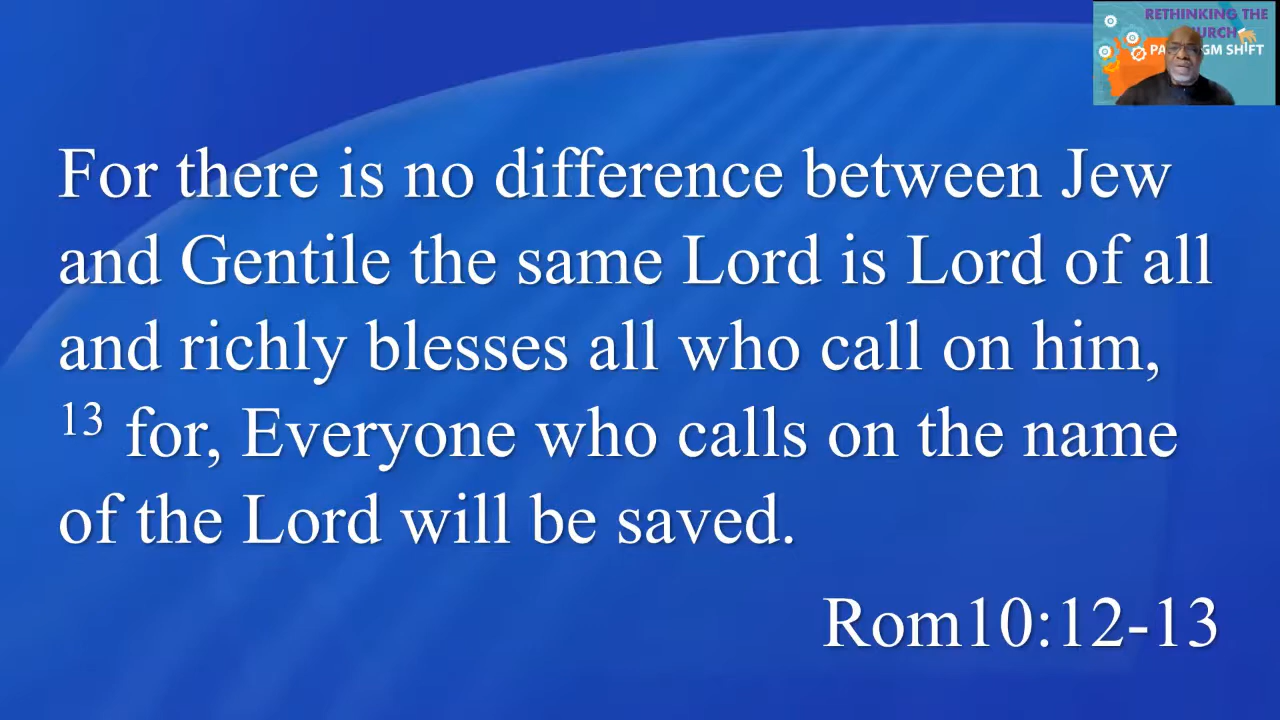 RETHINKING THE
SHIFT
For there is no difference between Jew
and Gentile the same Lord is Lord of all
and richly blesses all who call on him,
13 for, Everyone who calls on the name
of the Lord will be saved.
Rom10:12-13